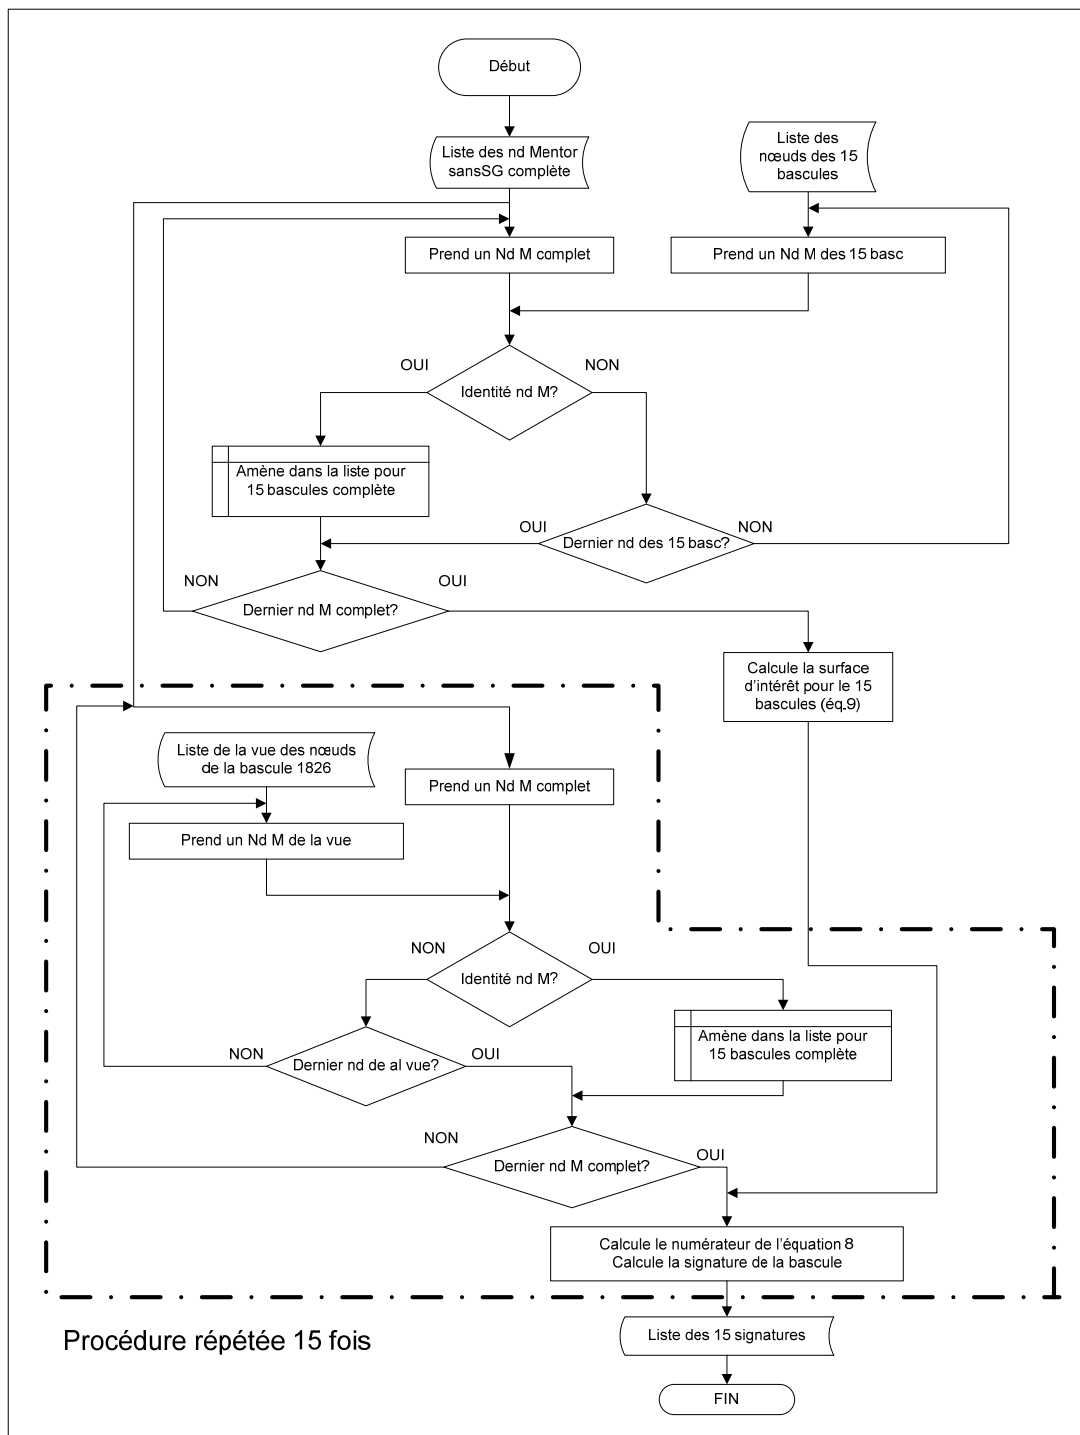 Début
Liste des nd Mentor
sansSG complète
Liste des
nœuds des 15
bascules
Prend un Nd M complet
Prend un Nd M des 15 basc
OUI
NON
Identité nd M?
Amène dans la liste pour
15 bascules complète
OUI
NON
Dernier nd des 15 basc?
NON
OUI
Dernier nd M complet?
Calcule la surface
d'intérêt pour le 15
bascules (éq.9)
Liste de la vue des nœuds
de la bascule 1826
Prend un Nd M complet
Prend un Nd M de la vue
NON
OUI
Identité nd M?
Amène dans la liste pour
15 bascules complète
NON
OUI
Dernier nd de al vue?
NON
OUI
Dernier nd M complet?
Calcule le numérateur de l'équation 8
Calcule la signature de la bascule
Procédure répétée 15 fois
Liste des 15 signatures
FIN